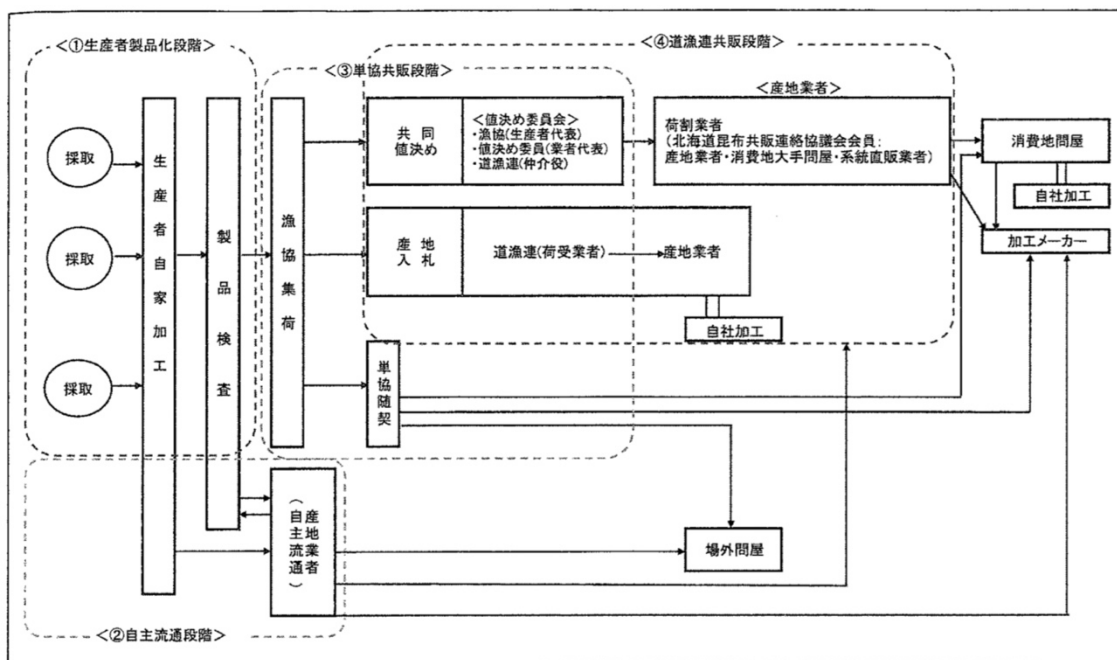 <①生産者製品化段階>
採取
採取
採取
生産者自家加工
製品検査
<③単協共販段階>
漁協集荷
<④道漁連共販段階>
共同
値決め
<値決め委員会>
・漁協(生産者代表)
・値決め委員(業者代表)
・道漁連(仲介役)
<産地業者>
荷割業者
(北海道昆布共販連絡協議会会員:
産地業者・消費地大手問屋・系統直販業者)
消費地問屋
自社加工
加工メーカー
産地
入札
道漁連(荷受業者)
産地業者
自社加工
単協随契
産地業者
(自主流通)
場外問屋
<②自主流通段階>